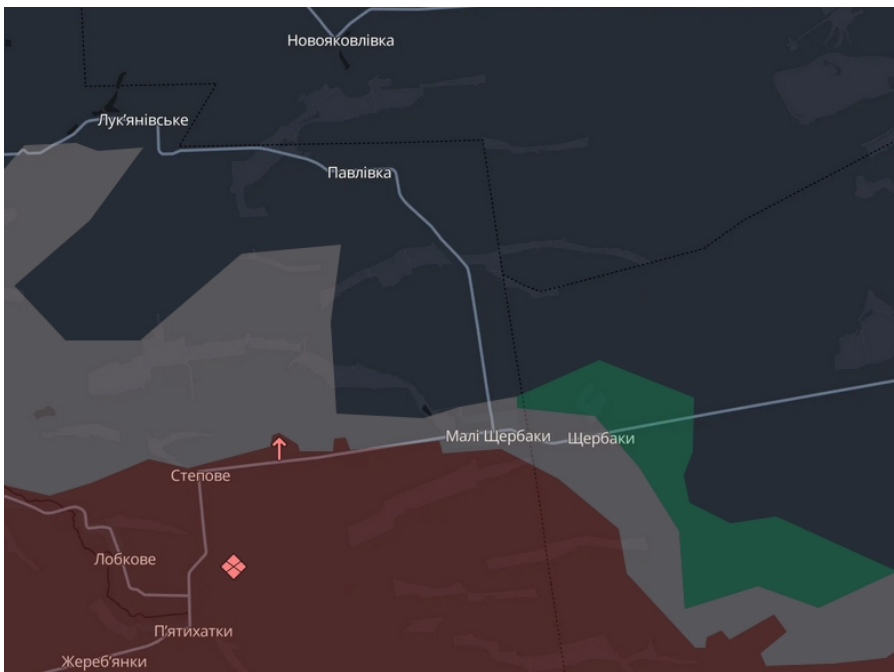 Новояковлівка
Лук'янівське
Павлівка
Малі Щербаки
Щербаки
Степове
Лобкове
П'ятихатки
Жереб'янки